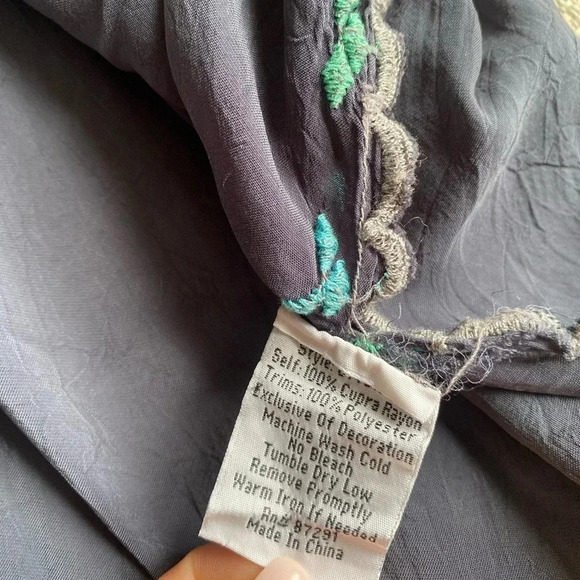 Style:
Self:100% Cupra Rayon
Trims:100% Polyester
Exclusive Of Decoration
Machine Wash Cold
No Bleach
Tumble Dry Low
Remove Promptly
Warm Iron If Needed
Rn# 87291
Made In China